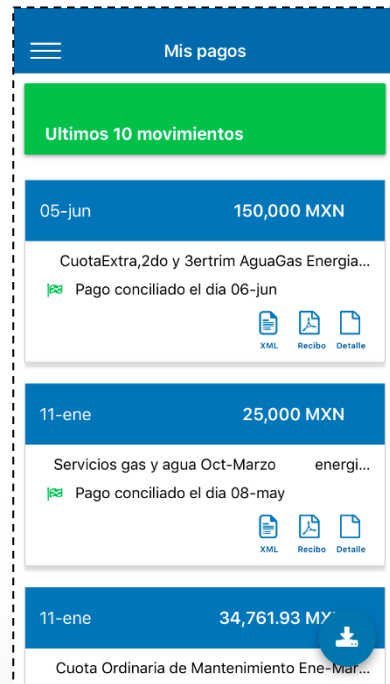 Mis pagos
Ultimos 10 movimientos
05-jun 150,000 MXN
CuotaExtra,2do y 3ertrim AguaGas Energia...
Pago conciliado el dia 06-jun
XML Recibo Detalle
11-ene 25,000 MXN
Servicios gas y agua Oct-Marzo energi...
Pago conciliado el dia 08-may
XML Recibo Detalle
11-ene 34,761.93
Cuota Ordinaria de Mantenimiento Ene-Mar...